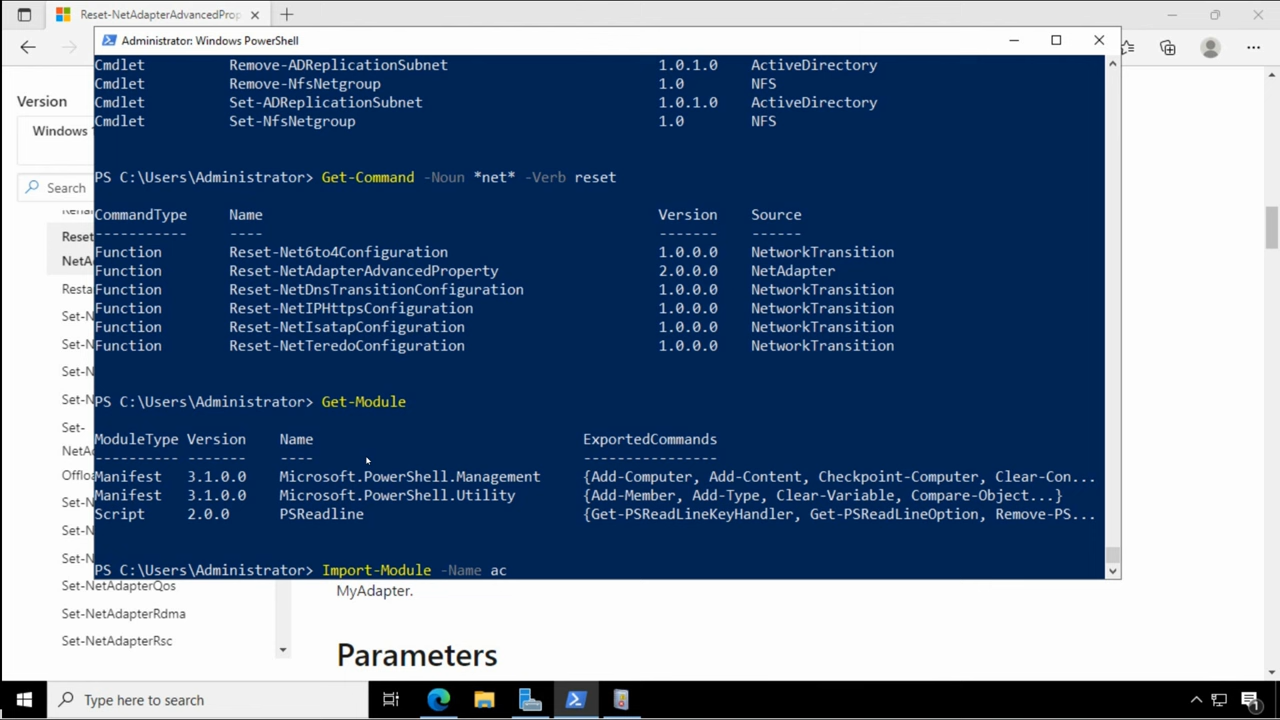 Reset-NetAdapterAdvancedProp
Administrator: Windows PowerShell
Version
Windows
Search
Reset
NetA
Resta
Set-N
Set-N
Set-N
Set-N
Set-
NetA
Offloa
Set-N
Set-N
Set-N
Set-NetAdapterQos
Set-NetAdapterRdma
Set-NetAdapterRsc
Cmdlet Remove-ADReplicationSubnet 1.0.1.0 ActiveDirectory
Cmdlet Remove-NfsNetgroup 1.0 NFS
Cmdlet Set-ADReplicationSubnet 1.0.1.0 ActiveDirectory
Cmdlet Set-NfsNetgroup 1.0 NFS
PS C:\Users\Administrator> Get-Command -Noun *net* -Verb reset
CommandType Name Version Source
----------- ---- ------- ------
Function Reset-Net6to4Configuration 1.0.0.0 NetworkTransition
Function Reset-NetAdapterAdvancedProperty 2.0.0.0 NetAdapter
Function Reset-NetDnsTransitionConfiguration 1.0.0.0 NetworkTransition
Function Reset-NetIPHttpsConfiguration 1.0.0.0 NetworkTransition
Function Reset-NetIsatapConfiguration 1.0.0.0 NetworkTransition
Function Reset-NetTeredoConfiguration 1.0.0.0 NetworkTransition
PS C:\Users\Administrator> Get-Module
ModuleType Version Name ExportedCommands
---------- ------- ---- ----------------
Manifest 3.1.0.0 Microsoft.PowerShell.Management {Add-Computer, Add-Content, Checkpoint-Computer, Clear-Con...
Manifest 3.1.0.0 Microsoft.PowerShell.Utility {Add-Member, Add-Type, Clear-Variable, Compare-Object...}
Script 2.0.0 PSReadline {Get-PSReadLineKeyHandler, Get-PSReadLineOption, Remove-PS...
PS C:\Users\Administrator> Import-Module -Name ac
MyAdapter.
Parameters
Type here to search
1